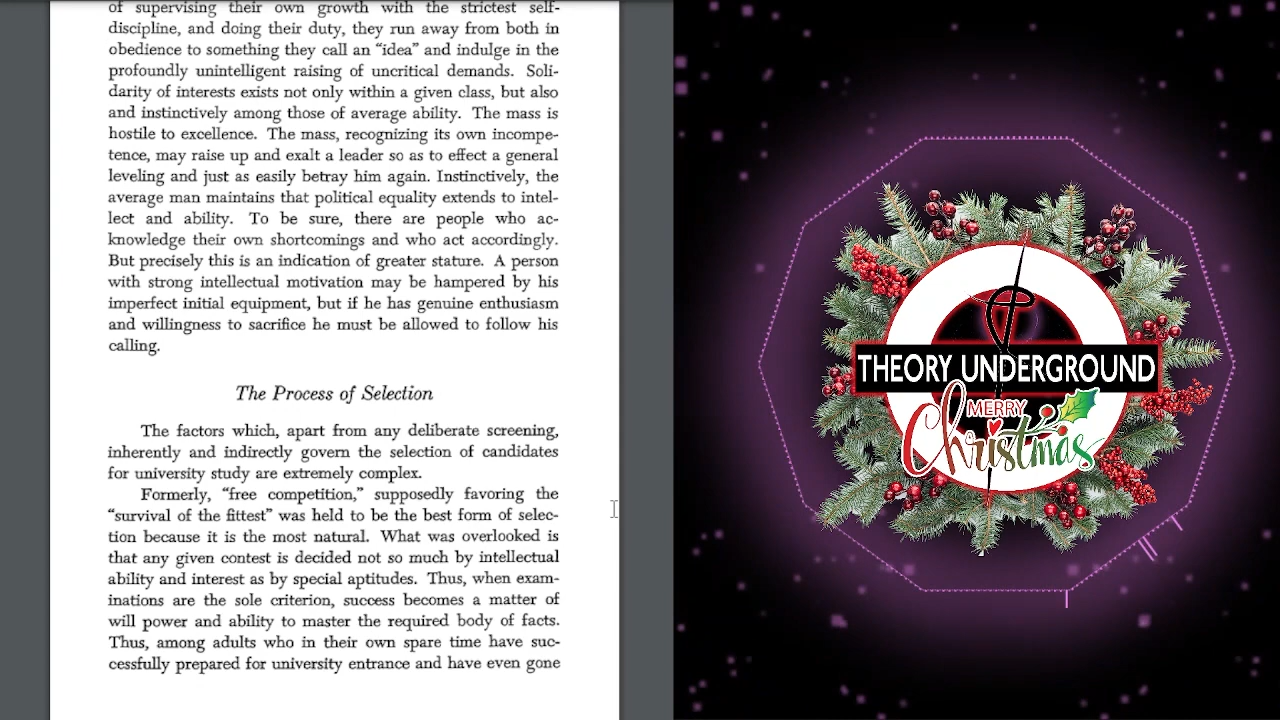 of supervising their own growth with the strictest self-
discipline, and doing their duty, they run away from both in
obedience to something they call an “idea” and indulge in the
profoundly unintelligent raising of uncritical demands. Soli-
darity of interests exists not only within a given class, but also
and instinctively among those of average ability. The mass is
hostile to excellence. The mass, recognizing its own incompe-
tence, may raise up and exalt a leader so as to effect a general
leveling and just as easily betray him again. Instinctively, the
average man maintains that political equality extends to intel-
lect and ability. To be sure, there are people who ac-
knowledge their own shortcomings and who act accordingly.
But precisely this is an indication of greater stature. A person
with strong intellectual motivation may be hampered by his
imperfect initial equipment, but if he has genuine enthusiasm
and willingness to sacrifice he must be allowed to follow his
calling.
The Process of Selection
The factors which, apart from any deliberate screening,
inherently and indirectly govern the selection of candidates
for university study are extremely complex.
Formerly, “free competition,” supposedly favoring the
“survival of the fittest” was held to be the best form of selec-
tion because it is the most natural. What was overlooked is
that any given contest is decided not so much by intellectual
ability and interest as by special aptitudes. Thus, when exam-
inations are the sole criterion, success becomes a matter of
will power and ability to master the required body of facts.
Thus, among adults who in their own spare time have suc-
cessfully prepared for university entrance and have even gone
THEORY UNDERGROUND
MERRY
Christmas